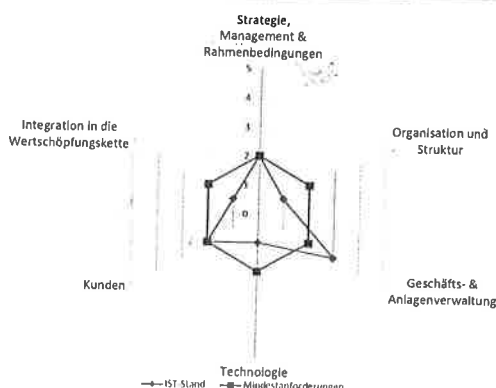 Strategie,
Management &
Rahmenbedingungen
5
4
3
2
1
0
Integration in die
Wertschöpfungskette
Organisation und
Struktur
Kunden
Geschäfts- &
Anlagenverwaltung
Technologie
IST-Stand Mindestanforderungen